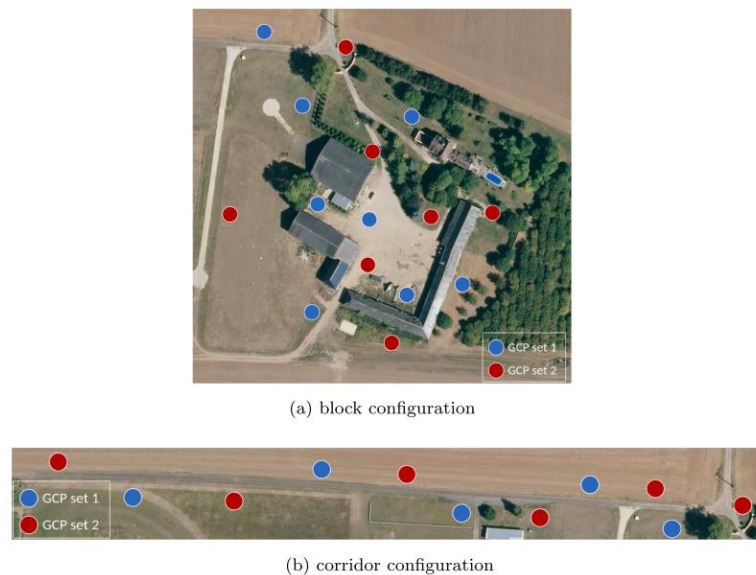 GCP set 1
GCP set 2
(a) block configuration
GCP set 1
GCP set 2
(b) corridor configuration